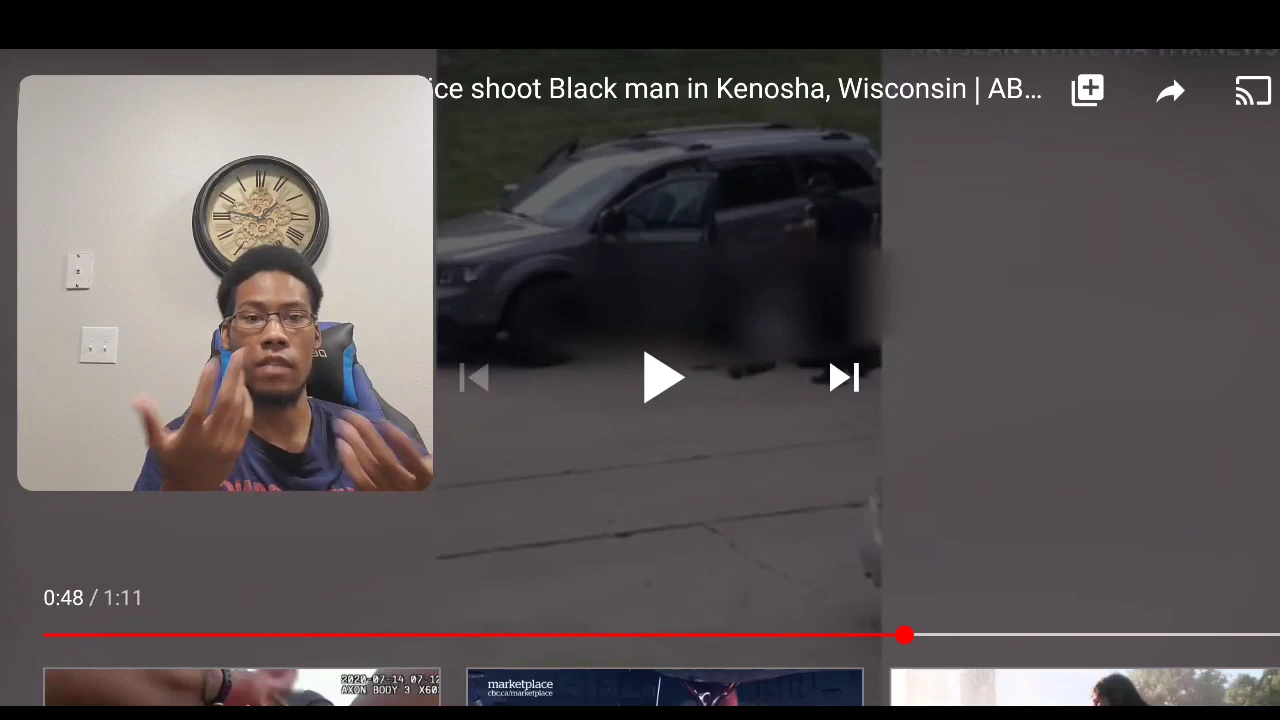 ice shoot Black man in Kenosha, Wisconsin | AB...
0:48 / 1:11
2020-07-14 07:12
AXON BODY 3 X60
marketplace
cbc.ca/marketplace